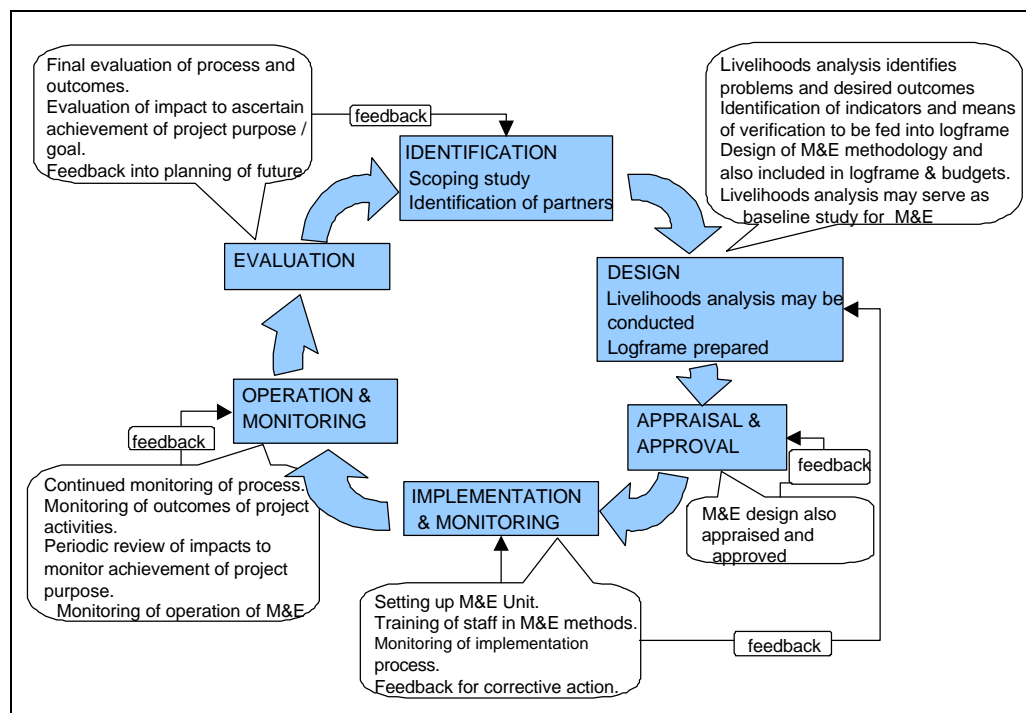 Final evaluation of process and
outcomes.
Evaluation of impact to ascertain
achievement of project purpose /
goal.
Feedback into planning of future
feedback
IDENTIFICATION
Scoping study
Identification of partners
Livelihoods analysis identifies
problems and desired outcomes
Identification of indicators and means
of verification to be fed into logframe
Design of M&E methodology and
also included in logframe & budgets.
Livelihoods analysis may serve as
baseline study for M&E
EVALUATION
DESIGN
Livelihoods analysis may be
conducted
Logframe prepared
OPERATION &
MONITORING
feedback
APPRAISAL &
APPROVAL
feedback
Continued monitoring of process.
Monitoring of outcomes of project
activities.
Periodic review of impacts to
monitor achievement of project
purpose.
Monitoring of operation of M&E
IMPLEMENTATION
& MONITORING
M&E design also
appraised and
approved
Setting up M&E Unit.
Training of staff in M&E methods.
Monitoring of implementation
process.
Feedback for corrective action.
feedback